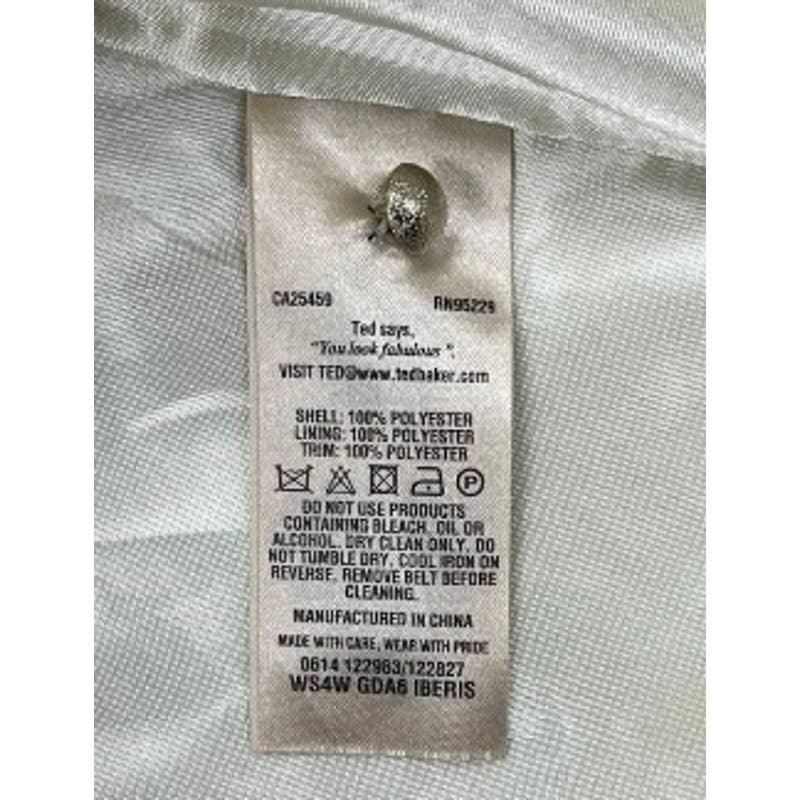 CA25459 RN95229
Ted says,
"You look fabulous".
VISIT TED@www.tedbaker.com
SHELL: 100% POLYESTER
LINING: 100% POLYESTER
TRIM: 100% POLYESTER
P
DO NOT USE PRODUCTS
CONTAINING BLEACH, OIL OR
ALCOHOL. DRY CLEAN ONLY. DO
NOT TUMBLE DRY. COOL IRON ON
REVERSE. REMOVE BELT BEFORE
CLEANING.
MANUFACTURED IN CHINA
MADE WITH CARE, WEAR WITH PRIDE
0614 122963/122827
WS4W GDA6 IBERIS